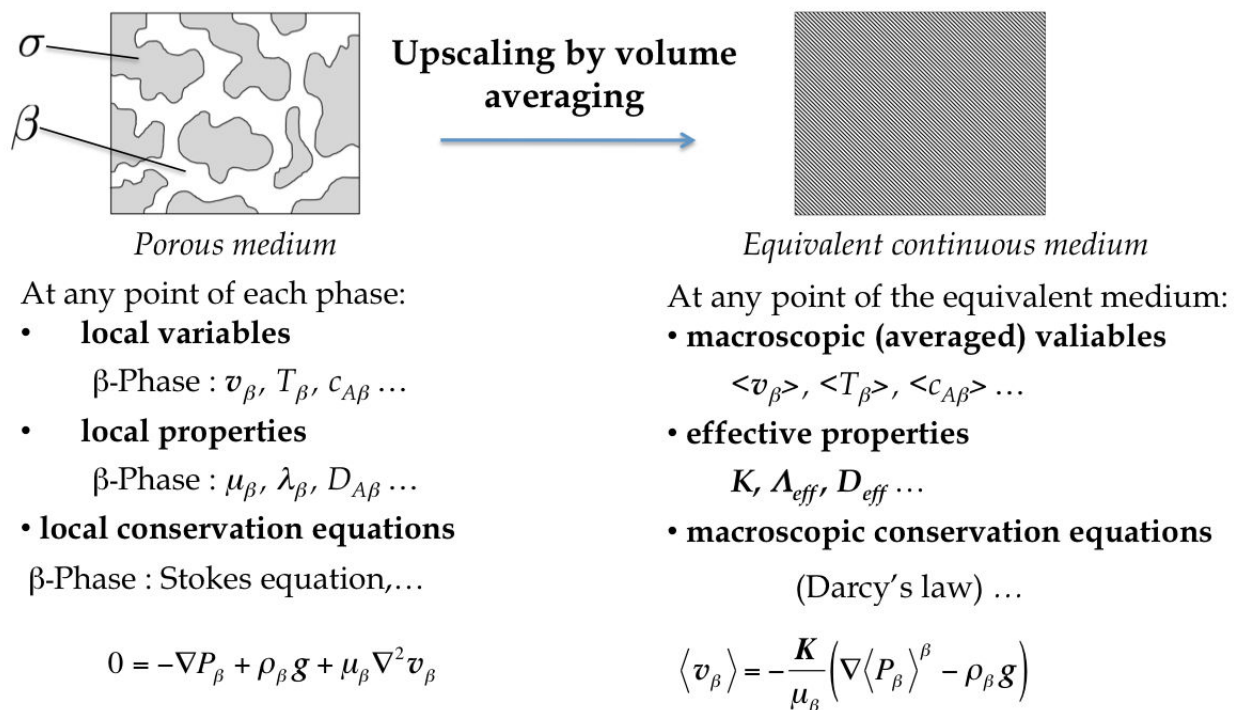 σ
β
Upscaling by volume
averaging
Porous medium
Equivalent continuous medium
At any point of each phase:
• local variables
β-Phase : v_β, T_β, c_Aβ …
• local properties
β-Phase : μ_β, λ_β, D_Aβ …
• local conservation equations
β-Phase : Stokes equation,…
0 = −∇P_β + ρ_β g + μ_β ∇² v_β
At any point of the equivalent medium:
• macroscopic (averaged) valiables
<v_β>, <T_β>, <c_Aβ> …
• effective properties
K, Λ_eff, D_eff …
• macroscopic conservation equations
(Darcy’s law) …
⟨v_β⟩ = − K/μ_β (∇⟨P_β⟩^β − ρ_β g)